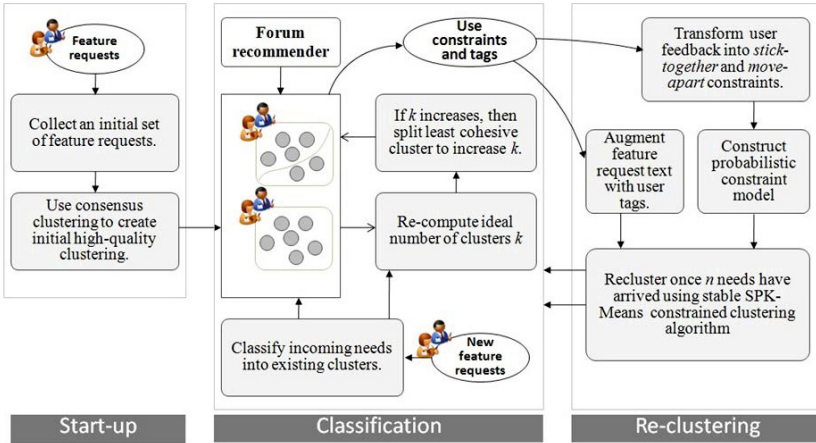 Feature
requests
Collect an initial set
of feature requests.
Use consensus
clustering to create
initial high-quality
clustering.
Start-up
Forum
recommender
Use
constraints
and tags
If k increases, then
split least cohesive
cluster to increase k.
Re-compute ideal
number of clusters k
Classify incoming needs
into existing clusters.
New
feature
requests
Classification
Transform user
feedback into stick-
together and move-
apart constraints.
Augment
feature
request text
with user
tags.
Construct
probabilistic
constraint
model
Recluster once n needs have
arrived using stable SPK-
Means constrained clustering
algorithm
Re-clustering